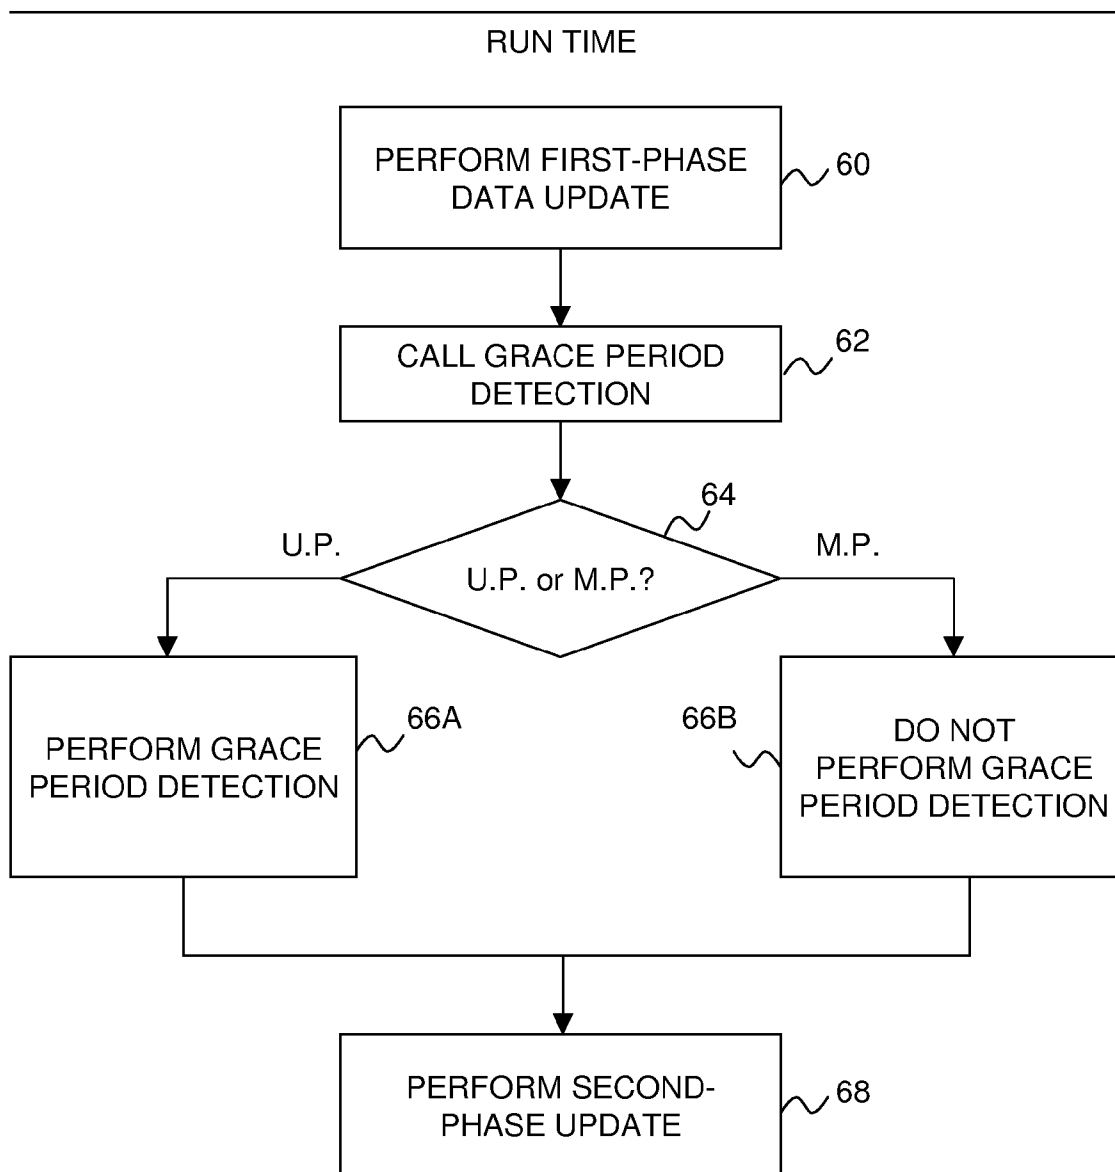 RUN TIME
PERFORM FIRST-PHASE
DATA UPDATE
60
CALL GRACE PERIOD
DETECTION
62
64
U.P.
U.P. or M.P.?
M.P.
PERFORM GRACE
PERIOD DETECTION
66A
66B
DO NOT
PERFORM GRACE
PERIOD DETECTION
PERFORM SECOND-
PHASE UPDATE
68